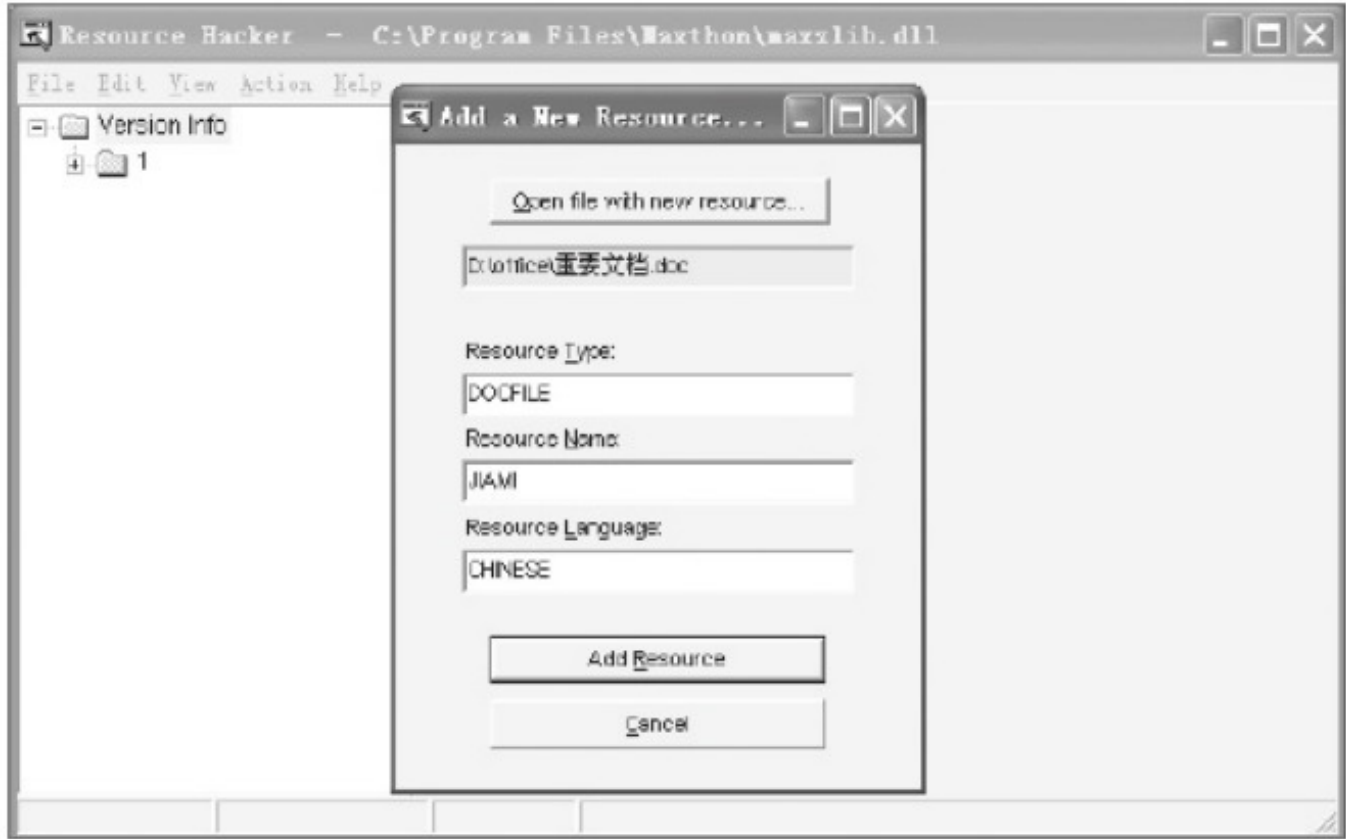 Resource Hacker - C:\Program Files\Maxthon\maxzlib.dll
File Edit View Action Help
Version Info
1
Add a New Resource...
Open file with new resource...
D:\office\重要文档.doc
Resource Type:
DOCFILE
Resource Name:
JIAMI
Resource Language:
CHINESE
Add Resource
Cancel